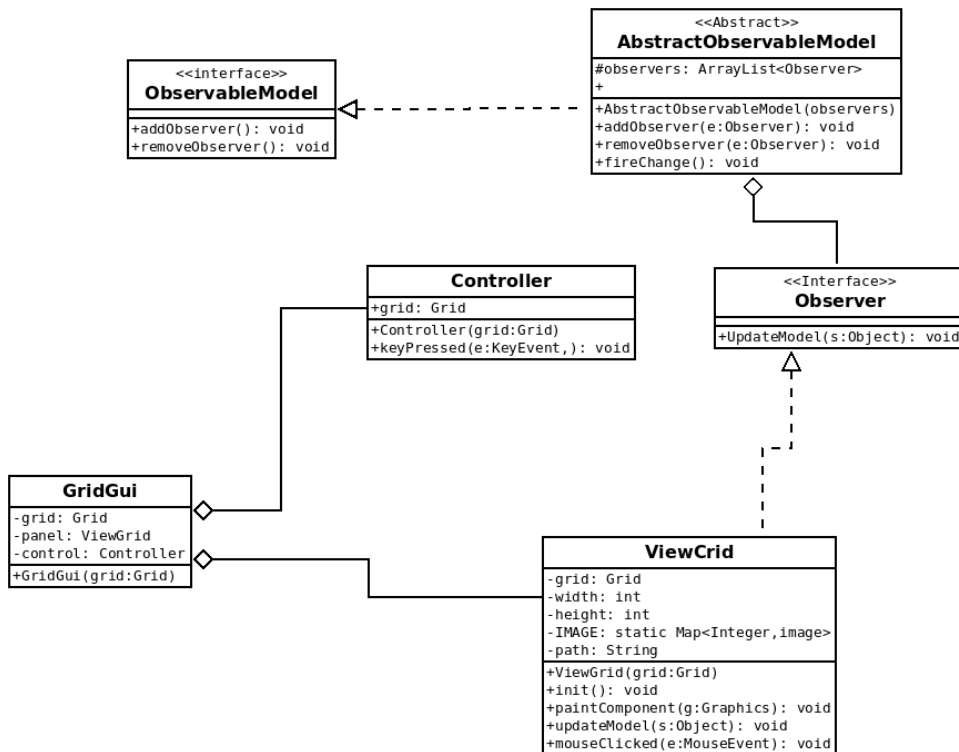 <<Abstract>>
AbstractObservableModel
#observers: ArrayList<Observer>
+
+AbstractObservableModel(observers)
+addObserver(e:Observer): void
+removeObserver(e:Observer): void
+fireChange(): void
<<interface>>
ObservableModel
+addObserver(): void
+removeObserver(): void
Controller
+grid: Grid
+Controller(grid:Grid)
+keyPressed(e:KeyEvent,): void
<<Interface>>
Observer
+UpdateModel(s:Object): void
GridGui
-grid: Grid
-panel: ViewGrid
-control: Controller
+GridGui(grid:Grid)
ViewCrid
-grid: Grid
-width: int
-height: int
-IMAGE: static Map<Integer,image>
-path: String
+ViewGrid(grid:Grid)
+init(): void
+paintComponent(g:Graphics): void
+updateModel(s:Object): void
+mouseClicked(e:MouseEvent): void